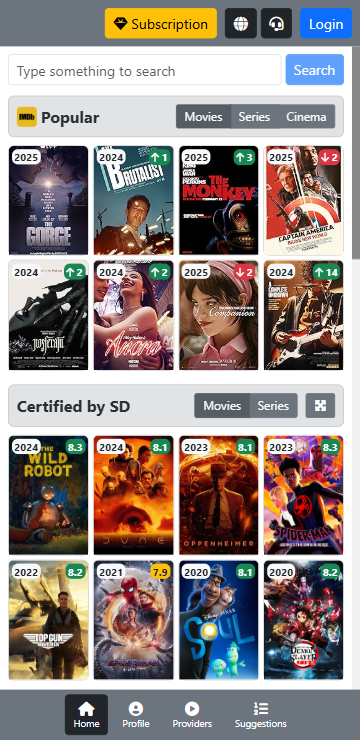 Subscription
Login
Type something to search
Search
IMDb Popular
Movies Series Cinema
2025
2024 1
2025 3
2025 2
THE GORGE
THE BRUTALIST
THE MONKEY
CAPTAIN AMERICA
BRAVE NEW WORLD
2024 2
2024 2
2025 2
2024 14
nosferatu
Anora
Companion
A COMPLETE UNKNOWN
Certified by SD
Movies Series
2024 8.3
2024 8.1
2023 8.1
2023 8.3
THE WILD ROBOT
DUNE
OPPENHEIMER
SPIDER-MAN
2022 8.2
2021 7.9
2020 8.1
2020 8.2
TOP GUN
MAVERICK
SPIDER-MAN
Disney PIXAR
SOUL
DEMON SLAYER
Home
Profile
Providers
Suggestions